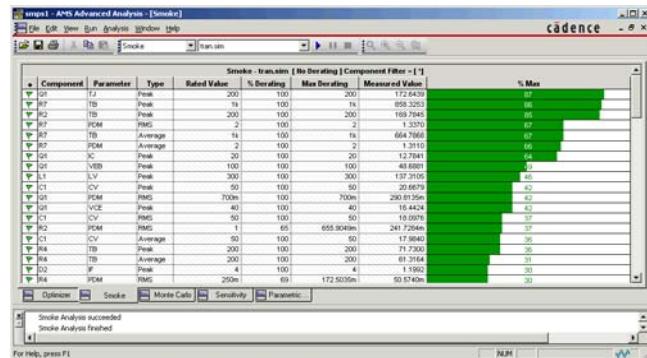 smps1 - AMS Advanced Analysis - [Smoke]
File Edit View Run Analysis Window Help
cādence
Smoke tran.sim
Smoke - tran.sim [ No Derating ] Component Filter = [ *]
Component Parameter Type Rated Value % Derating Max Derating Measured Value % Max
Q1 TJ Peak 200 100 200 172.6439 87
R7 TB Peak 1k 100 1k 858.3253 86
R2 TB Peak 200 100 200 169.7845 85
R7 PDM RMS 2 100 2 1.3370 67
R7 TB Average 1k 100 1k 664.7868 67
R7 PDM Average 2 100 2 1.3110 66
Q1 IC Peak 20 100 20 12.7841 64
Q1 VEB Peak 100 100 100 48.6881 49
L1 LV Peak 300 100 300 137.3105 46
C1 CV Peak 50 100 50 20.6679 42
Q1 PDM RMS 700m 100 700m 290.8135m 42
Q1 VCE Peak 40 100 40 16.4424 42
C1 CV RMS 50 100 50 18.0976 37
R2 PDM RMS 1 65 655.9049m 241.7264m 37
C1 CV Average 50 100 50 17.9840 36
R4 TB Peak 200 100 200 71.7300 36
R4 TB Average 200 100 200 61.3164 31
D2 IF Peak 4 100 4 1.1992 30
R4 PDM RMS 250m 69 172.5035m 50.5740m 30
Optimizer Smoke Monte Carlo Sensitivity Parametric...
Smoke Analysis succeeded
Smoke Analysis finished
For Help, press F1 NUM